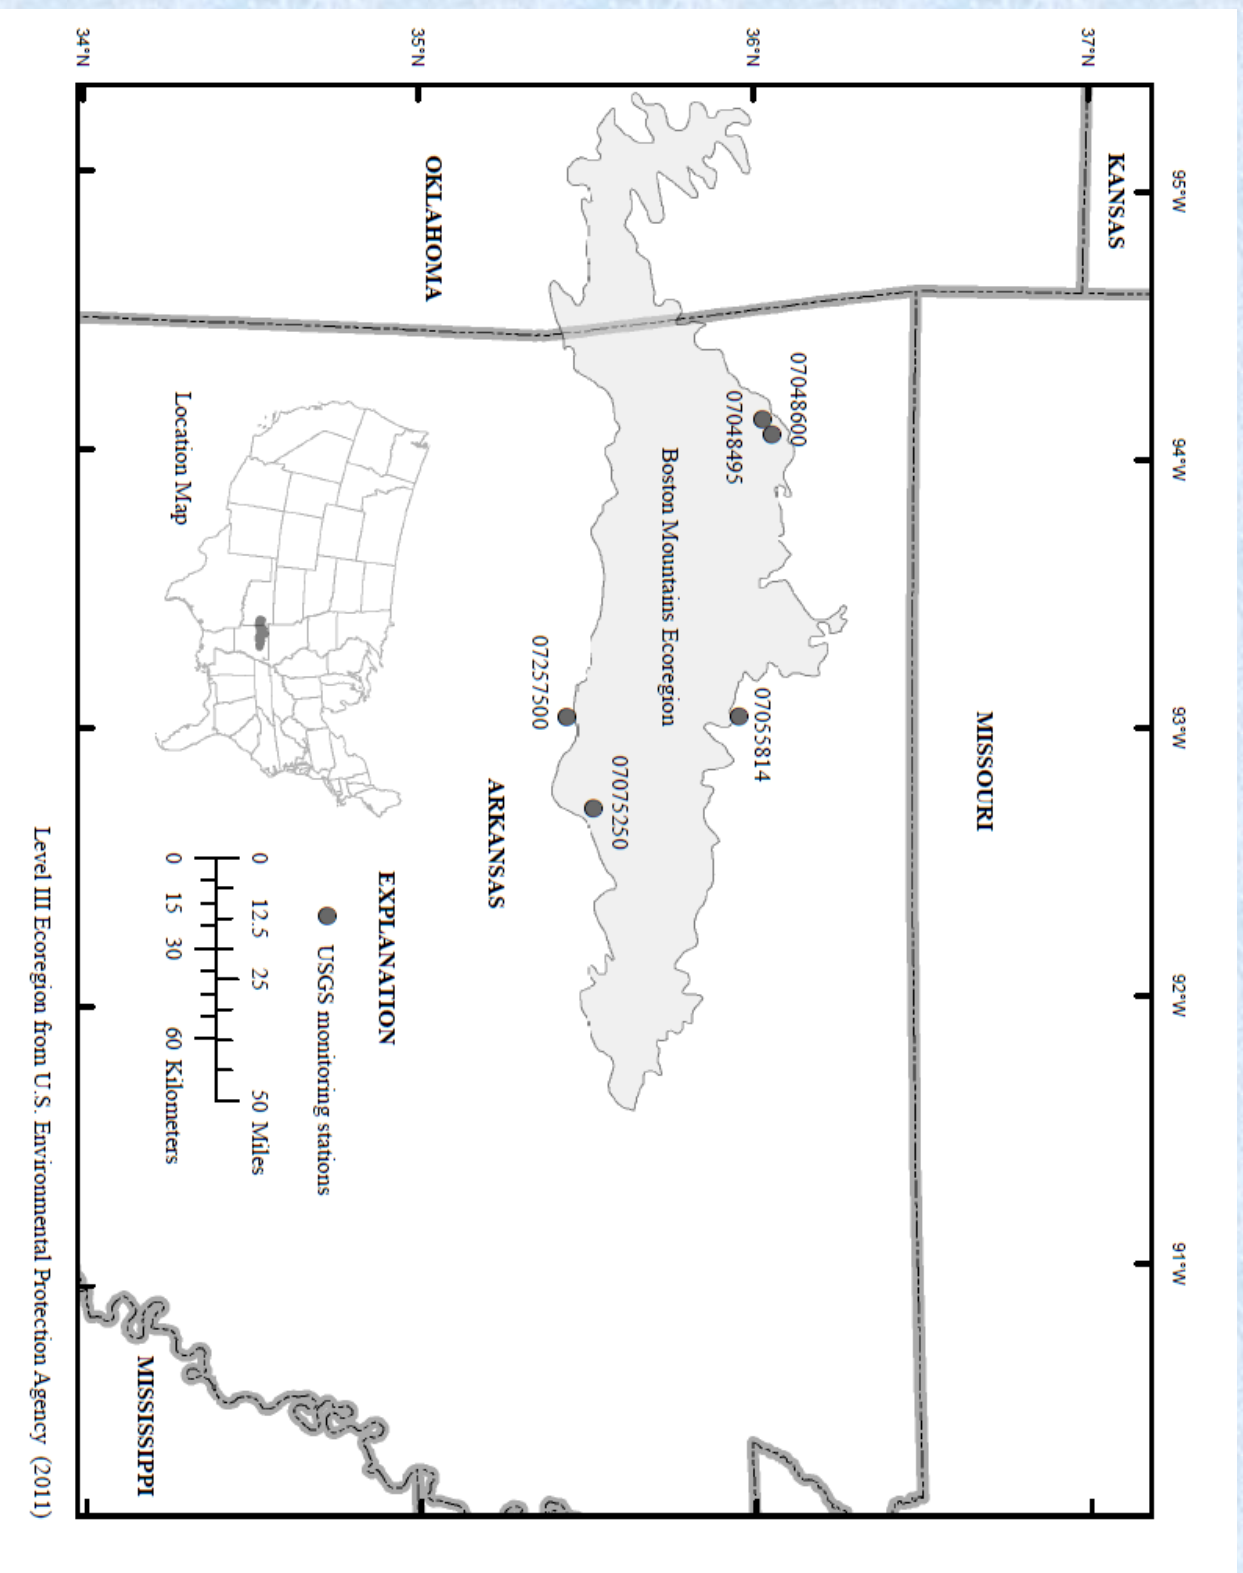 95°W
94°W
93°W
92°W
91°W
37°N
36°N
35°N
34°N
KANSAS
MISSOURI
07048600
07048495
07055814
Boston Mountains Ecoregion
07075250
07257500
OKLAHOMA
ARKANSAS
EXPLANATION
USGS monitoring stations
0 12.5 25 50 Miles
0 15 30 60 Kilometers
Location Map
MISSISSIPPI
Level III Ecoregion from U.S. Environmental Protection Agency (2011)